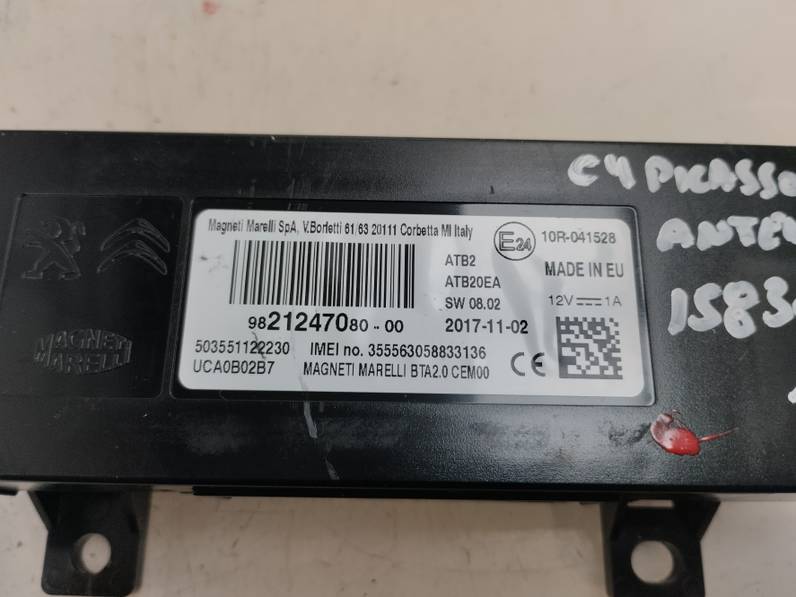 C4 PICASSO
1583
MAGNETI
MARELLI
Magneti Marelli SpA, V.Borletti 61/63 20111 Corbetta MI Italy
E24
10R-041528
ATB2
ATB20EA
MADE IN EU
SW 08.02
12V 1A
9821247080-00
2017-11-02
503551122230 IMEI no. 355563058833136
CE
UCA0B02B7 MAGNETI MARELLI BTA2.0 CEM00